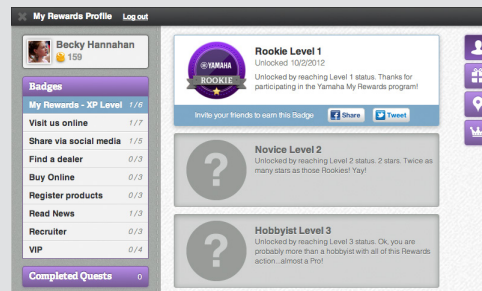 My Rewards Profile Log out
Becky Hannahan
159
Badges
My Rewards - XP Level 1/6
Visit us online 1/7
Share via social media 1/5
Find a dealer 0/3
Buy Online 0/3
Register products 0/3
Read News 1/3
Recruiter 0/3
VIP 0/4
Completed Quests 0
YAMAHA
ROOKIE
Rookie Level 1
Unlocked 10/2/2012
Unlocked by reaching Level 1 status. Thanks for
participating in the Yamaha My Rewards program!
Invite your friends to earn this Badge Share Tweet
?
Novice Level 2
Unlocked by reaching Level 2 status. 2 stars. Twice as
many stars as those Rookies! Yay!
?
Hobbyist Level 3
Unlocked by reaching Level 3 status. Ok, you are
probably more than a hobbyist with all of this Rewards
action...almost a Pro!